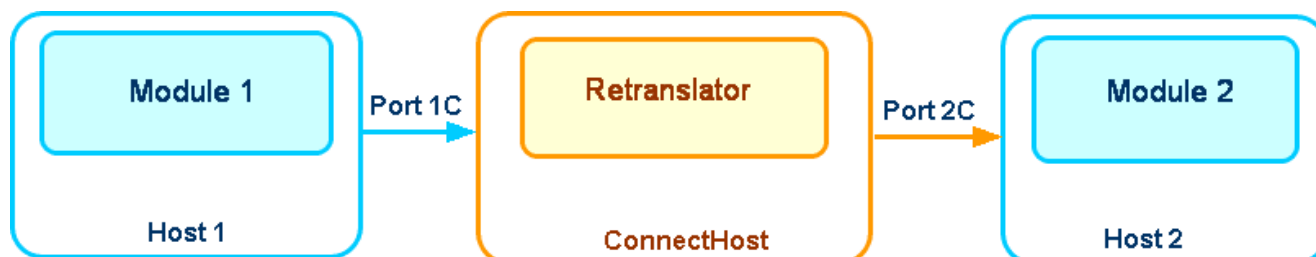 Module 1
Host 1
Port 1C
Retranslator
ConnectHost
Port 2C
Module 2
Host 2